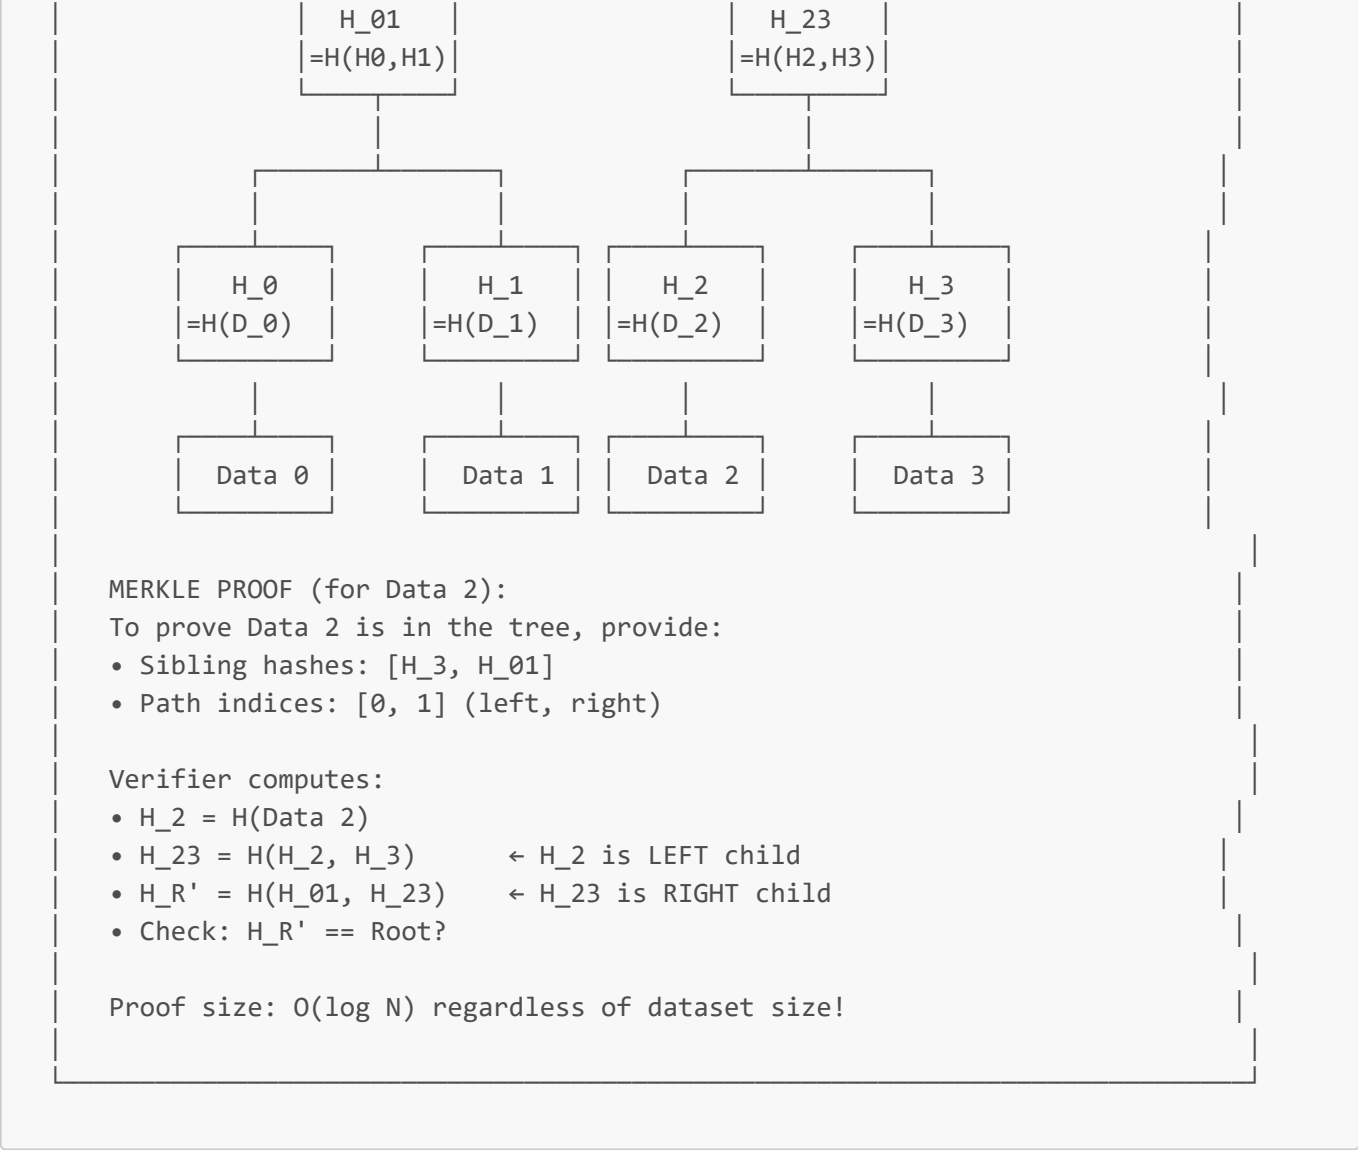 H_01 H_23
=H(H0,H1) =H(H2,H3)
H_0 H_1 H_2 H_3
=H(D_0) =H(D_1) =H(D_2) =H(D_3)
Data 0 Data 1 Data 2 Data 3
MERKLE PROOF (for Data 2):
To prove Data 2 is in the tree, provide:
• Sibling hashes: [H_3, H_01]
• Path indices: [0, 1] (left, right)
Verifier computes:
• H_2 = H(Data 2)
• H_23 = H(H_2, H_3) ← H_2 is LEFT child
• H_R' = H(H_01, H_23) ← H_23 is RIGHT child
• Check: H_R' == Root?
Proof size: O(log N) regardless of dataset size!